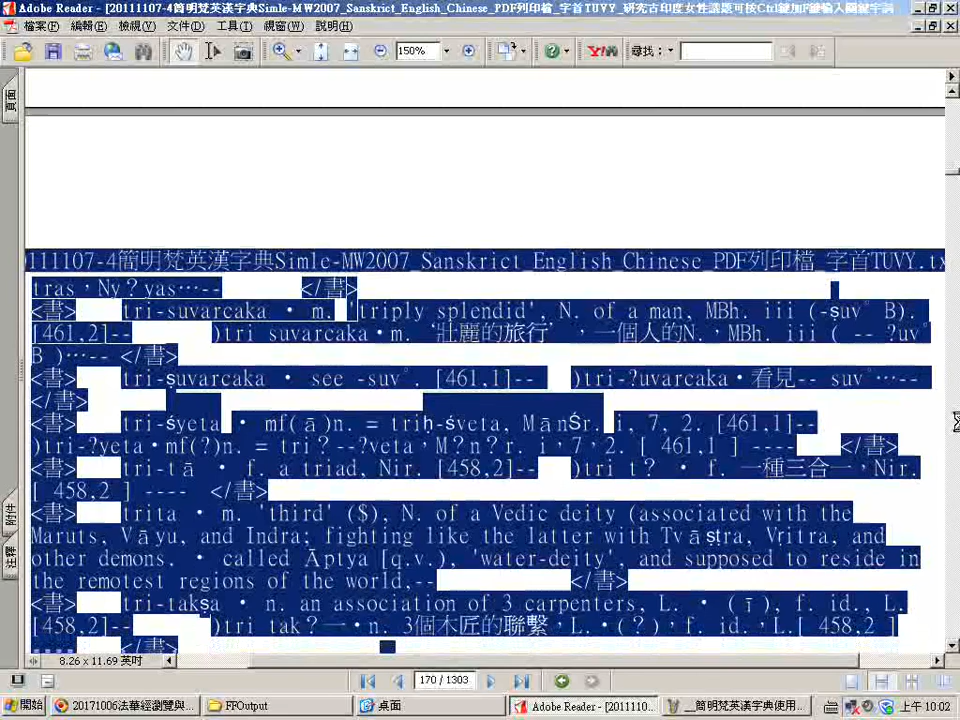 Adobe Reader - [20111107-4簡明梵英漢字典Simle-MW2007_Sanskrit_English_Chinese_PDF列印檔_字首TUVY_研究古印度女性議題可按Ctrl鍵加F鍵輸入關鍵字詞
檔案(F) 編輯(E) 檢視(V) 文件(D) 工具(T) 視窗(W) 說明(H)
150% Y! 尋找:
頁面
111107-4簡明梵英漢字典Simle-MW2007_Sanskrict_English_Chinese_PDF列印檔_字首TUVY.tx
tras，Ny？yas…-- </書>
<書> tri-suvarcaka · m. 'triply splendid', N. of a man, MBh. iii (-ṣuv° B).
[461,2]-- )tri suvarcaka·m. ‘壯麗的旅行’，一個人的N.，MBh. iii ( -- ?uv°
B )…-- </書>
<書> tri-ṣuvarcaka · see -suv°. [461,1]-- )tri-?uvarcaka·看見-- suv°…--
</書>
<書> tri-śyeta · mf(ā)n. = triḥ-śveta, MānŚr. i, 7, 2. [461,1]--
)tri-?yeta·mf(?)n. = tri？--?veta，M?n?r. i，7，2. [ 461,1 ] ---- </書>
<書> tri-tā · f. a triad, Nir. [458,2]-- )tri t？ · f. 一種三合一，Nir.
[ 458,2 ] ---- </書>
<書> trita · m. 'third' ($), N. of a Vedic deity (associated with the
Maruts, Vāyu, and Indra; fighting like the latter with Tvāṣṭra, Vṛitra, and
other demons. · called Āptya [q.v.], 'water-deity', and supposed to reside in
the remotest regions of the world,-- </書>
<書> tri-takṣa · n. an association of 3 carpenters, L. · (ī), f. id., L.
[458,2]-- )tri tak？一·n. 3個木匠的聯繫，L.·(？)，f. id.，L.[ 458,2 ]
---- </書>
附件
注釋
8.26 x 11.69 英吋
170 / 1303
開始 20171006法華經瀏覽與... FFOutput 桌面 Adobe Reader - [2011110... __簡明梵英字典使用... 上午 10:02